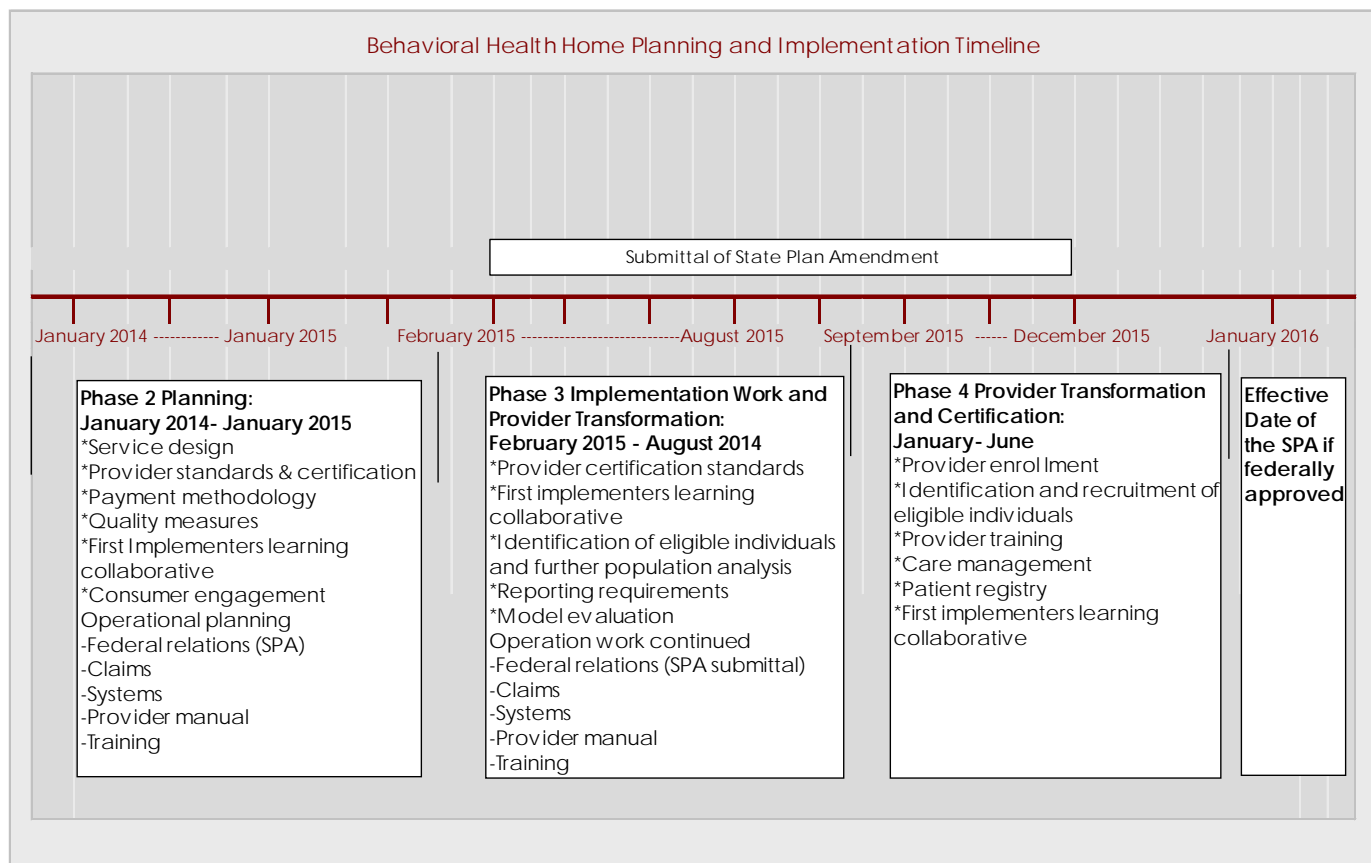 Behavioral Health Home Planning and Implementation Timeline
Submittal of State Plan Amendment
January 2014 ------------ January 2015
February 2015 -----------------------------August 2015
September 2015 ------ December 2015
January 2016
Phase 2 Planning:
January 2014- January 2015
*Service design
*Provider standards & certification
*Payment methodology
*Quality measures
*First Implementers learning
collaborative
*Consumer engagement
Operational planning
-Federal relations (SPA)
-Claims
-Systems
-Provider manual
-Training
Phase 3 Implementation Work and
Provider Transformation:
February 2015 - August 2014
*Provider certification standards
*First implementers learning
collaborative
*Identification of eligible individuals
and further population analysis
*Reporting requirements
*Model evaluation
Operation work continued
-Federal relations (SPA submittal)
-Claims
-Systems
-Provider manual
-Training
Phase 4 Provider Transformation
and Certification:
January- June
*Provider enrollment
*Identification and recruitment of
eligible individuals
*Provider training
*Care management
*Patient registry
*First implementers learning
collaborative
Effective
Date of
the SPA if
federally
approved